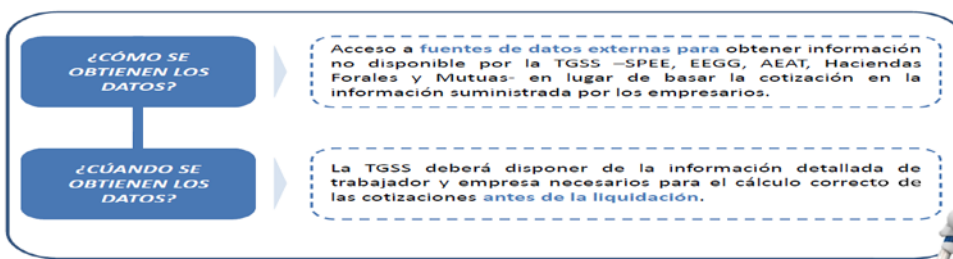 ¿CÓMO SE
OBTIENEN LOS
DATOS?
Acceso a fuentes de datos externas para obtener información
no disponible por la TGSS –SPEE, EEGG, AEAT, Haciendas
Forales y Mutuas- en lugar de basar la cotización en la
información suministrada por los empresarios.
¿CÚANDO SE
OBTIENEN LOS
DATOS?
La TGSS deberá disponer de la información detallada de
trabajador y empresa necesarios para el cálculo correcto de
las cotizaciones antes de la liquidación.